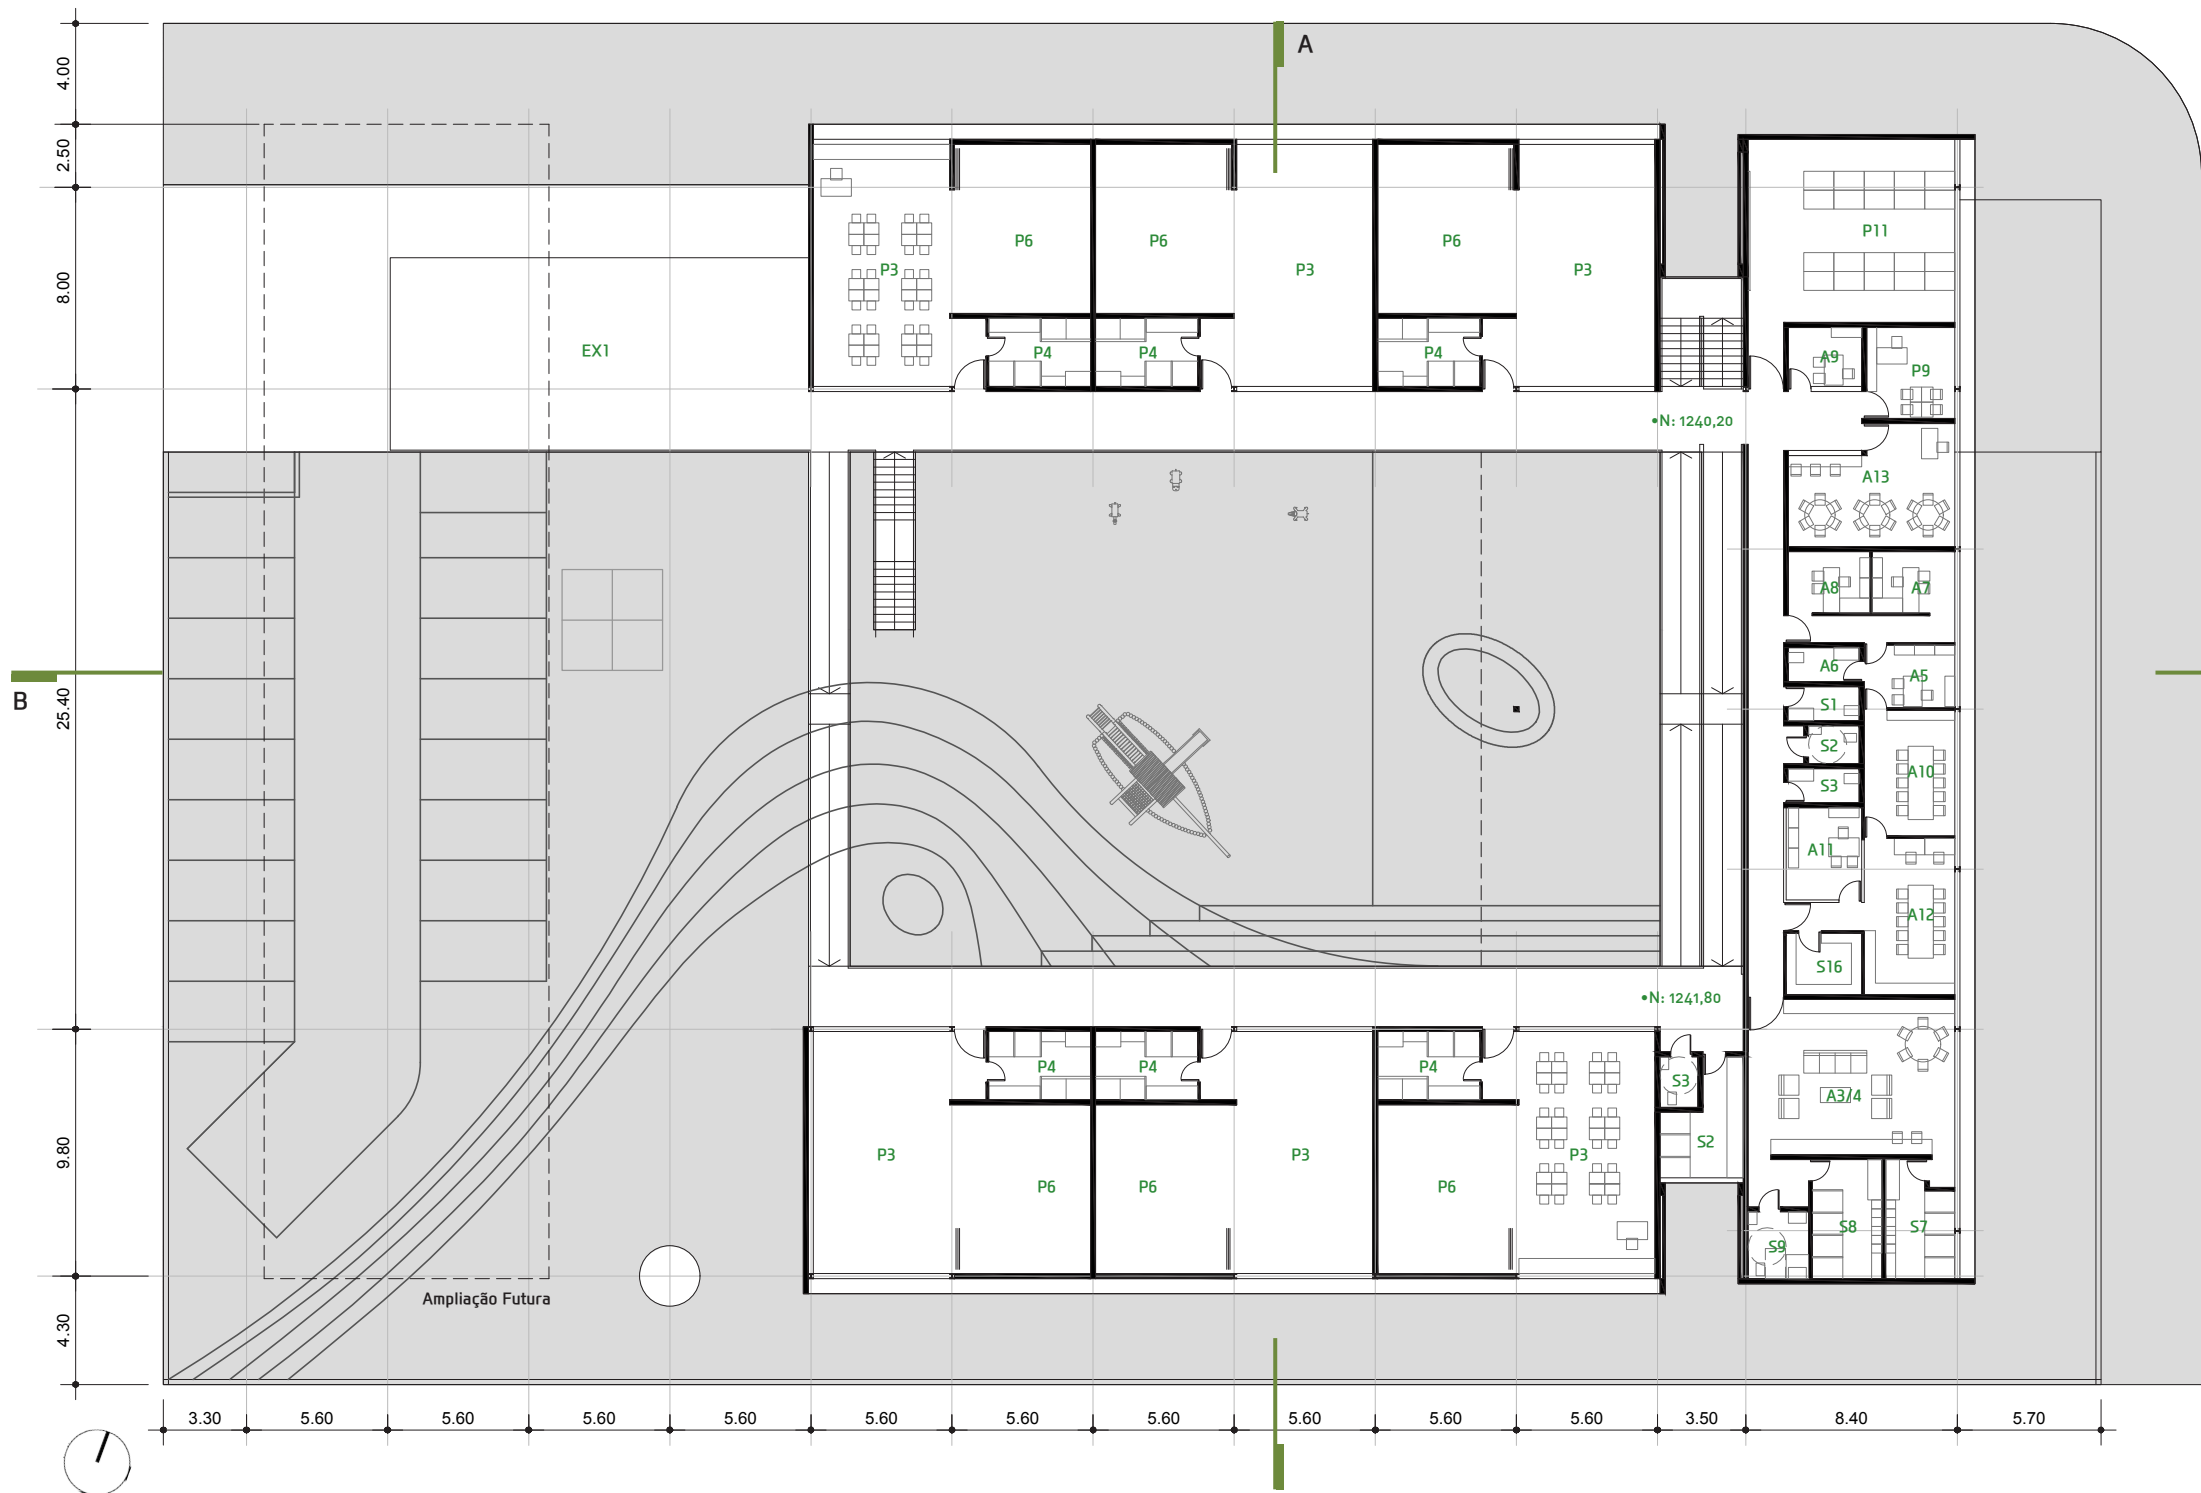 A
4.00
2.50
8.00
25.40
9.80
4.30
P6
P6
P6
P11
P3
P3
P3
EX1
P4
P4
P4
A9
P9
•N: 1240,20
A13
A8
A7
A6
A5
S1
B
S2
A10
S3
A11
A12
S16
•N: 1241,80
P4
P4
P4
S3
A3/4
P3
P3
P3
S2
P6
P6
P6
S8
S7
S9
Ampliação Futura
3.30
5.60
5.60
5.60
5.60
5.60
5.60
5.60
5.60
5.60
5.60
3.50
8.40
5.70